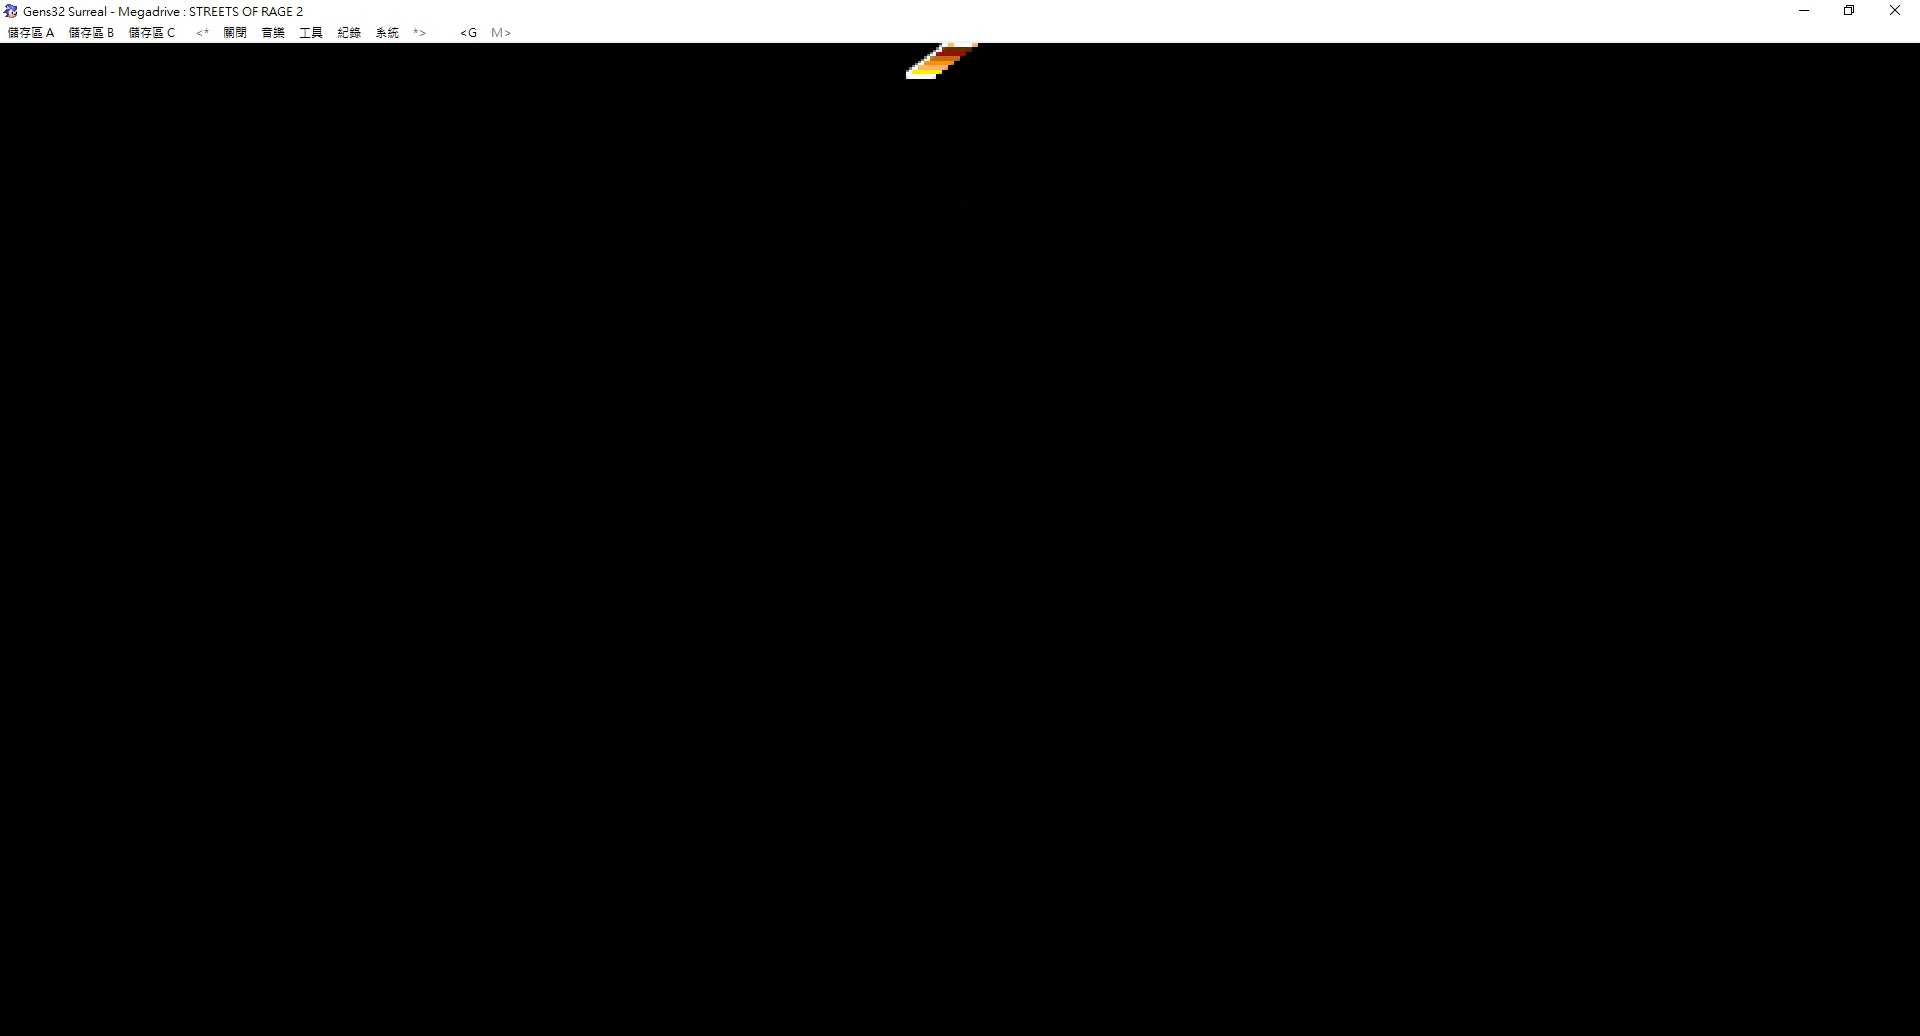 Gens32 Surreal - Megadrive : STREETS OF RAGE 2
儲存區 A 儲存區 B 儲存區 C <* 關閉 音樂 工具 紀錄 系統 *> <G M>